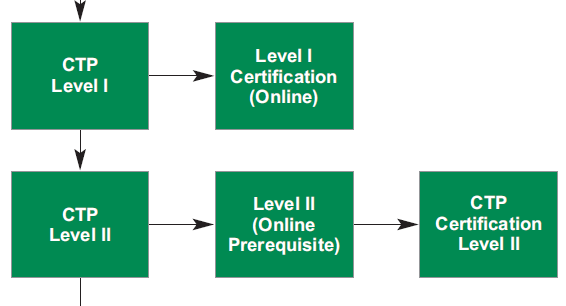 CTP
Level I
Level I
Certification
(Online)
CTP
Level II
Level II
(Online
Prerequisite)
CTP
Certification
Level II